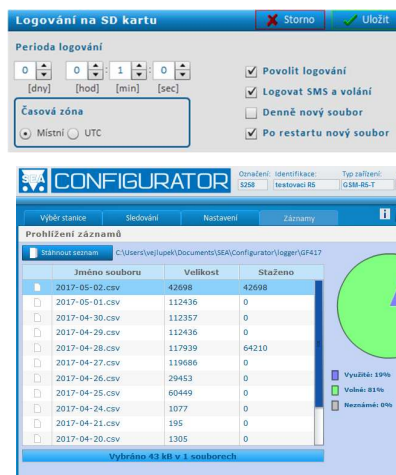 Logování na SD kartu
Storno
Uložit
Perioda logování
0 0 : 1 : 0
[dny] [hod] [min] [sec]
Časová zóna
Místní UTC
Povolit logování
Logovat SMS a volání
Denně nový soubor
Po restartu nový soubor
SEA CONFIGURATOR
Označení: Identifikace: Typ zařízení:
S258 testovaci R5 GSM-R5-T
Výběr stanice Sledování Nastavení Záznamy i
Prohlížení záznamů
Stáhnout seznam C:\Users\vejlupek\Documents\SEA\Configurator\logger\GF417
Jméno souboru Velikost Staženo
2017-05-02.csv 42698 42698
2017-05-01.csv 112436 0
2017-04-30.csv 112357 0
2017-04-29.csv 112436 0
2017-04-28.csv 117939 64210
2017-04-27.csv 119686 0
2017-04-26.csv 29453 0
2017-04-25.csv 60449 0
2017-04-24.csv 1077 0
2017-04-21.csv 195 0
2017-04-20.csv 1305 0
Vybráno 43 kB v 1 souborech
Využité: 19%
Volné: 81%
Neznámé: 0%